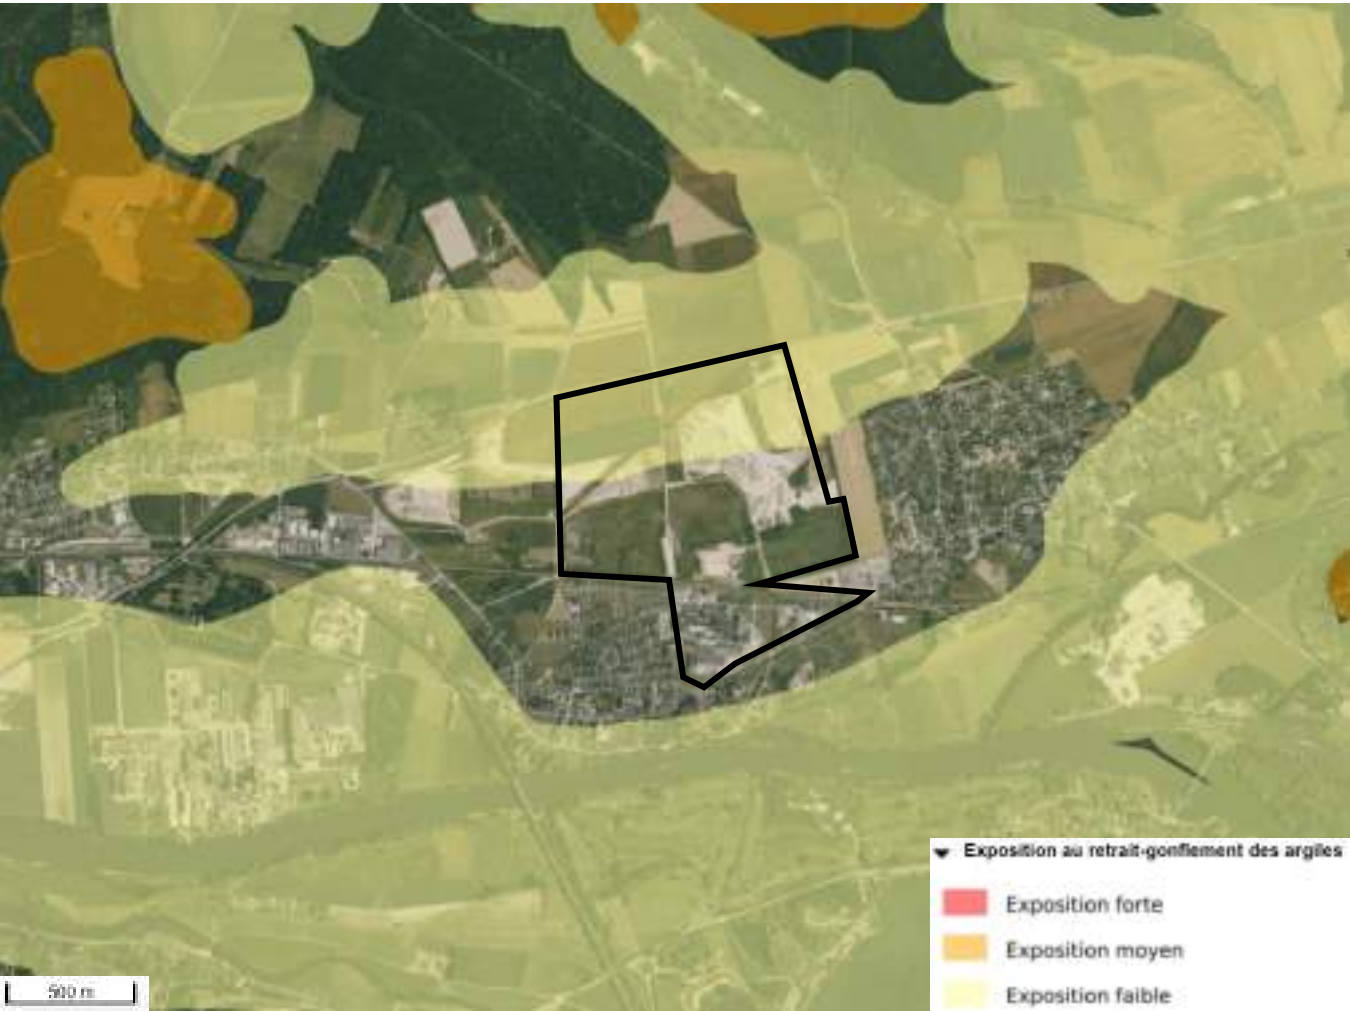 Exposition au retrait-gonflement des argiles
Exposition forte
Exposition moyen
Exposition faible
500 m